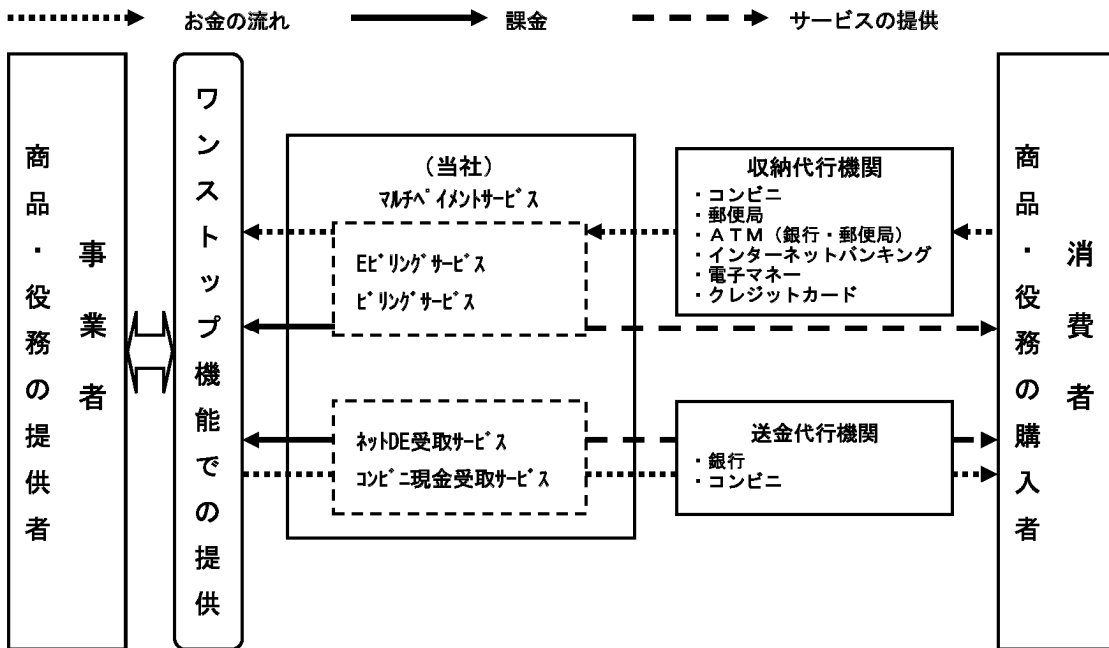 お金の流れ
課金
サービスの提供
事業者
商品・役務の提供者
ワンストップ機能での提供
(当社)
ﾏﾙﾁﾍﾟｲﾒﾝﾄｻｰﾋﾞｽ
Eﾋﾞﾘﾝｸﾞｻｰﾋﾞｽ
ﾋﾞﾘﾝｸﾞｻｰﾋﾞｽ
ﾈｯﾄDE受取ｻｰﾋﾞｽ
ｺﾝﾋﾞﾆ現金受取ｻｰﾋﾞｽ
収納代行機関
・コンビニ
・郵便局
・ＡＴＭ（銀行・郵便局）
・インターネットバンキング
・電子マネー
・クレジットカード
送金代行機関
・銀行
・コンビニ
消費者
商品・役務の購入者